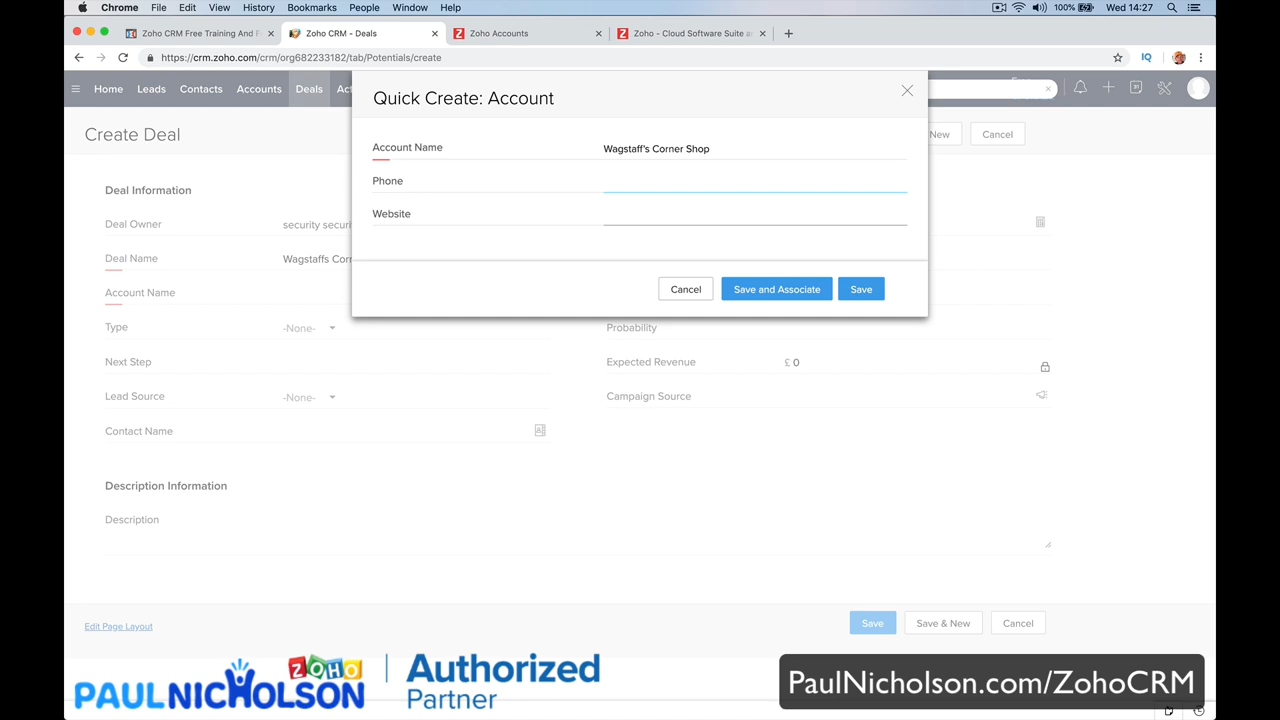 Chrome File Edit View History Bookmarks People Window Help 100% Wed 14:27
Zoho CRM Free Training And F
Zoho CRM - Deals
Zoho Accounts
Zoho - Cloud Software Suite a
https://crm.zoho.com/crm/org682233182/tab/Potentials/create
IQ
Home Leads Contacts Accounts Deals
Quick Create: Account
Create Deal
New Cancel
Account Name Wagstaff's Corner Shop
Phone
Website
Cancel Save and Associate Save
Deal Information
Deal Owner security securi
Deal Name Wagstaffs Cor
Account Name
Type -None- Probability
Next Step Expected Revenue £ 0
Lead Source -None- Campaign Source
Contact Name
Description Information
Description
Edit Page Layout Save Save & New Cancel
ZOHO
PAULNICHOLSON
Authorized
Partner
PaulNicholson.com/ZohoCRM